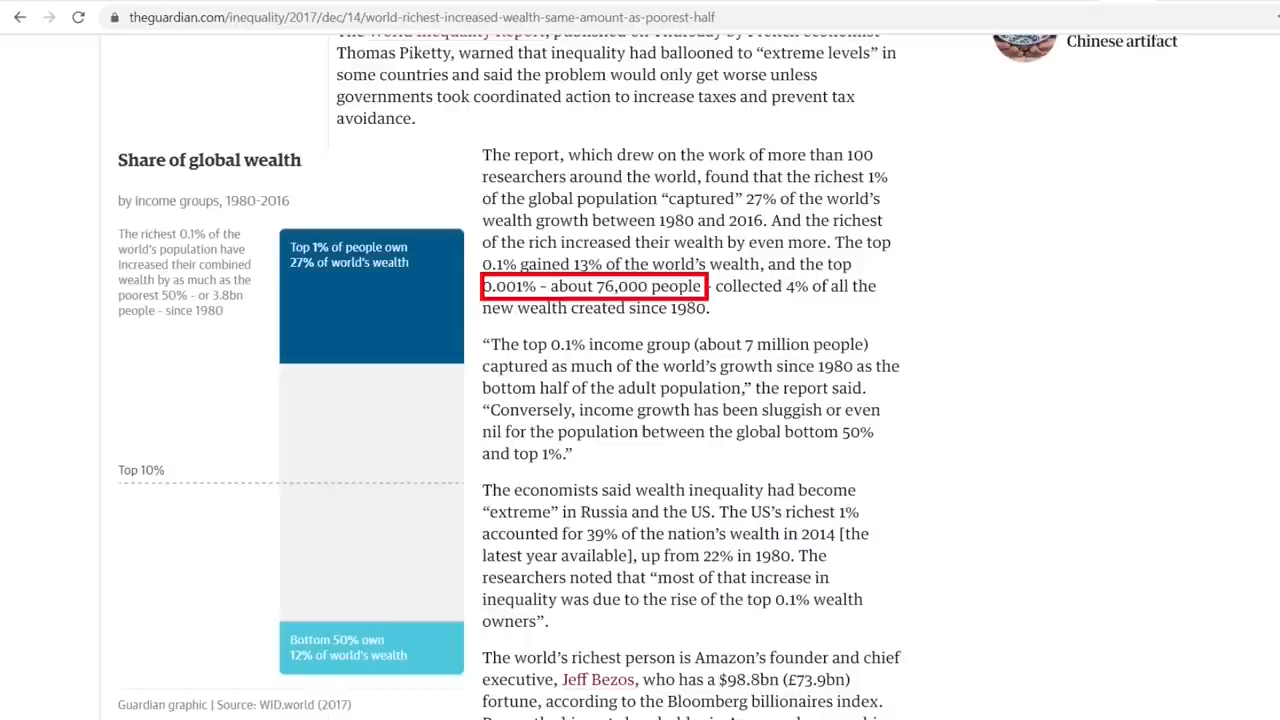 theguardian.com/inequality/2017/dec/14/world-richest-increased-wealth-same-amount-as-poorest-half
The World Inequality Report, published on Thursday by French economist
Thomas Piketty, warned that inequality had ballooned to “extreme levels” in
some countries and said the problem would only get worse unless
governments took coordinated action to increase taxes and prevent tax
avoidance.
Chinese artifact
Share of global wealth
by income groups, 1980-2016
The richest 0.1% of the
world's population have
increased their combined
wealth by as much as the
poorest 50% - or 3.8bn
people - since 1980
Top 1% of people own
27% of world's wealth
Top 10%
Bottom 50% own
12% of world's wealth
Guardian graphic | Source: WID.world (2017)
The report, which drew on the work of more than 100
researchers around the world, found that the richest 1%
of the global population “captured” 27% of the world’s
wealth growth between 1980 and 2016. And the richest
of the rich increased their wealth by even more. The top
0.1% gained 13% of the world’s wealth, and the top
0.001% – about 76,000 people – collected 4% of all the
new wealth created since 1980.
“The top 0.1% income group (about 7 million people)
captured as much of the world’s growth since 1980 as the
bottom half of the adult population,” the report said.
“Conversely, income growth has been sluggish or even
nil for the population between the global bottom 50%
and top 1%.”
The economists said wealth inequality had become
“extreme” in Russia and the US. The US’s richest 1%
accounted for 39% of the nation’s wealth in 2014 [the
latest year available], up from 22% in 1980. The
researchers noted that “most of that increase in
inequality was due to the rise of the top 0.1% wealth
owners”.
The world’s richest person is Amazon’s founder and chief
executive, Jeff Bezos, who has a $98.8bn (£73.9bn)
fortune, according to the Bloomberg billionaires index.